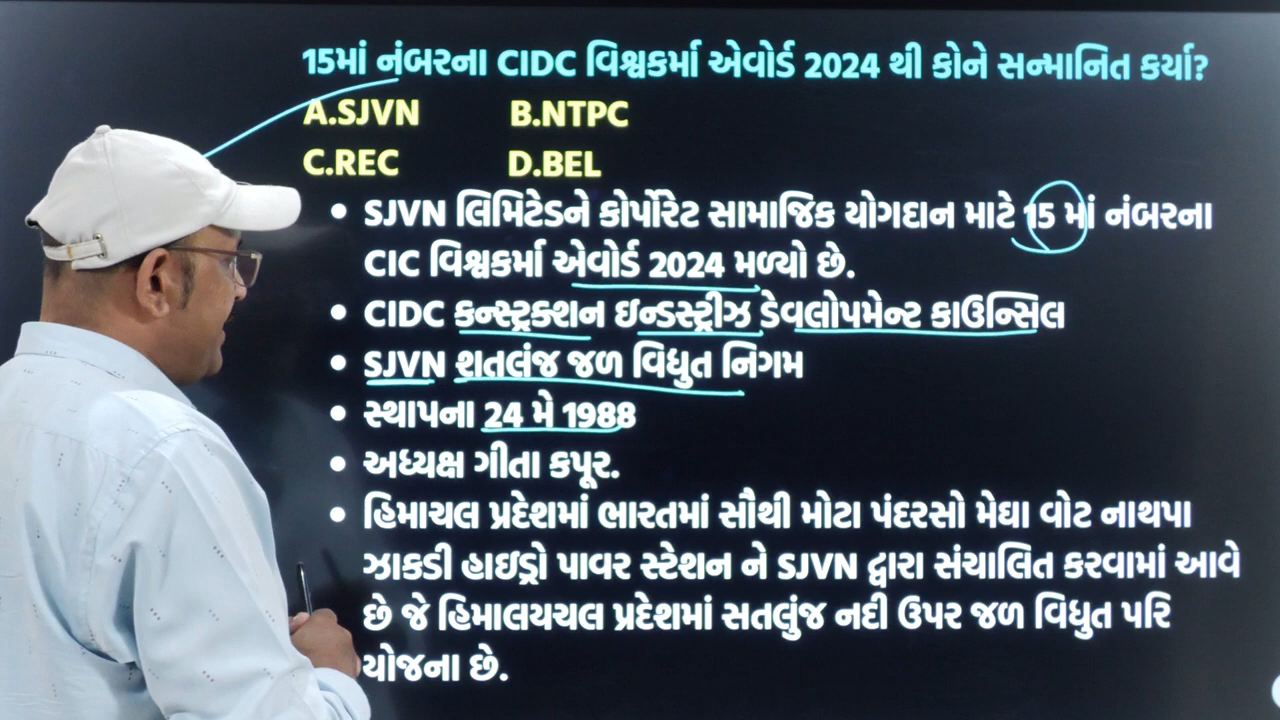 15માં નંબરના CIDC વિશ્વકર્મા એવોર્ડ 2024 થી કોને સન્માનિત કર્યા?
A.SJVN B.NTPC
C.REC D.BEL
• SJVN લિમિટેડને કોર્પોરેટ સામાજિક યોગદાન માટે 15 માં નંબરના
CIC વિશ્વકર્મા એવોર્ડ 2024 મળ્યો છે.
• CIDC કન્સ્ટ્રક્શન ઇન્ડસ્ટ્રીઝ ડેવલોપમેન્ટ કાઉન્સિલ
• SJVN શતલંજ જળ વિધુત નિગમ
• સ્થાપના 24 મે 1988
• અધ્યક્ષ ગીતા કપૂર.
• હિમાચલ પ્રદેશમાં ભારતમાં સૌથી મોટા પંદરસો મેઘા વોટ નાથપા
ઝાકડી હાઇડ્રો પાવર સ્ટેશન ને SJVN દ્વારા સંચાલિત કરવામાં આવે
છે જે હિમાલયચલ પ્રદેશમાં સતલુંજ નદી ઉપર જળ વિધુત પરિ
યોજના છે.